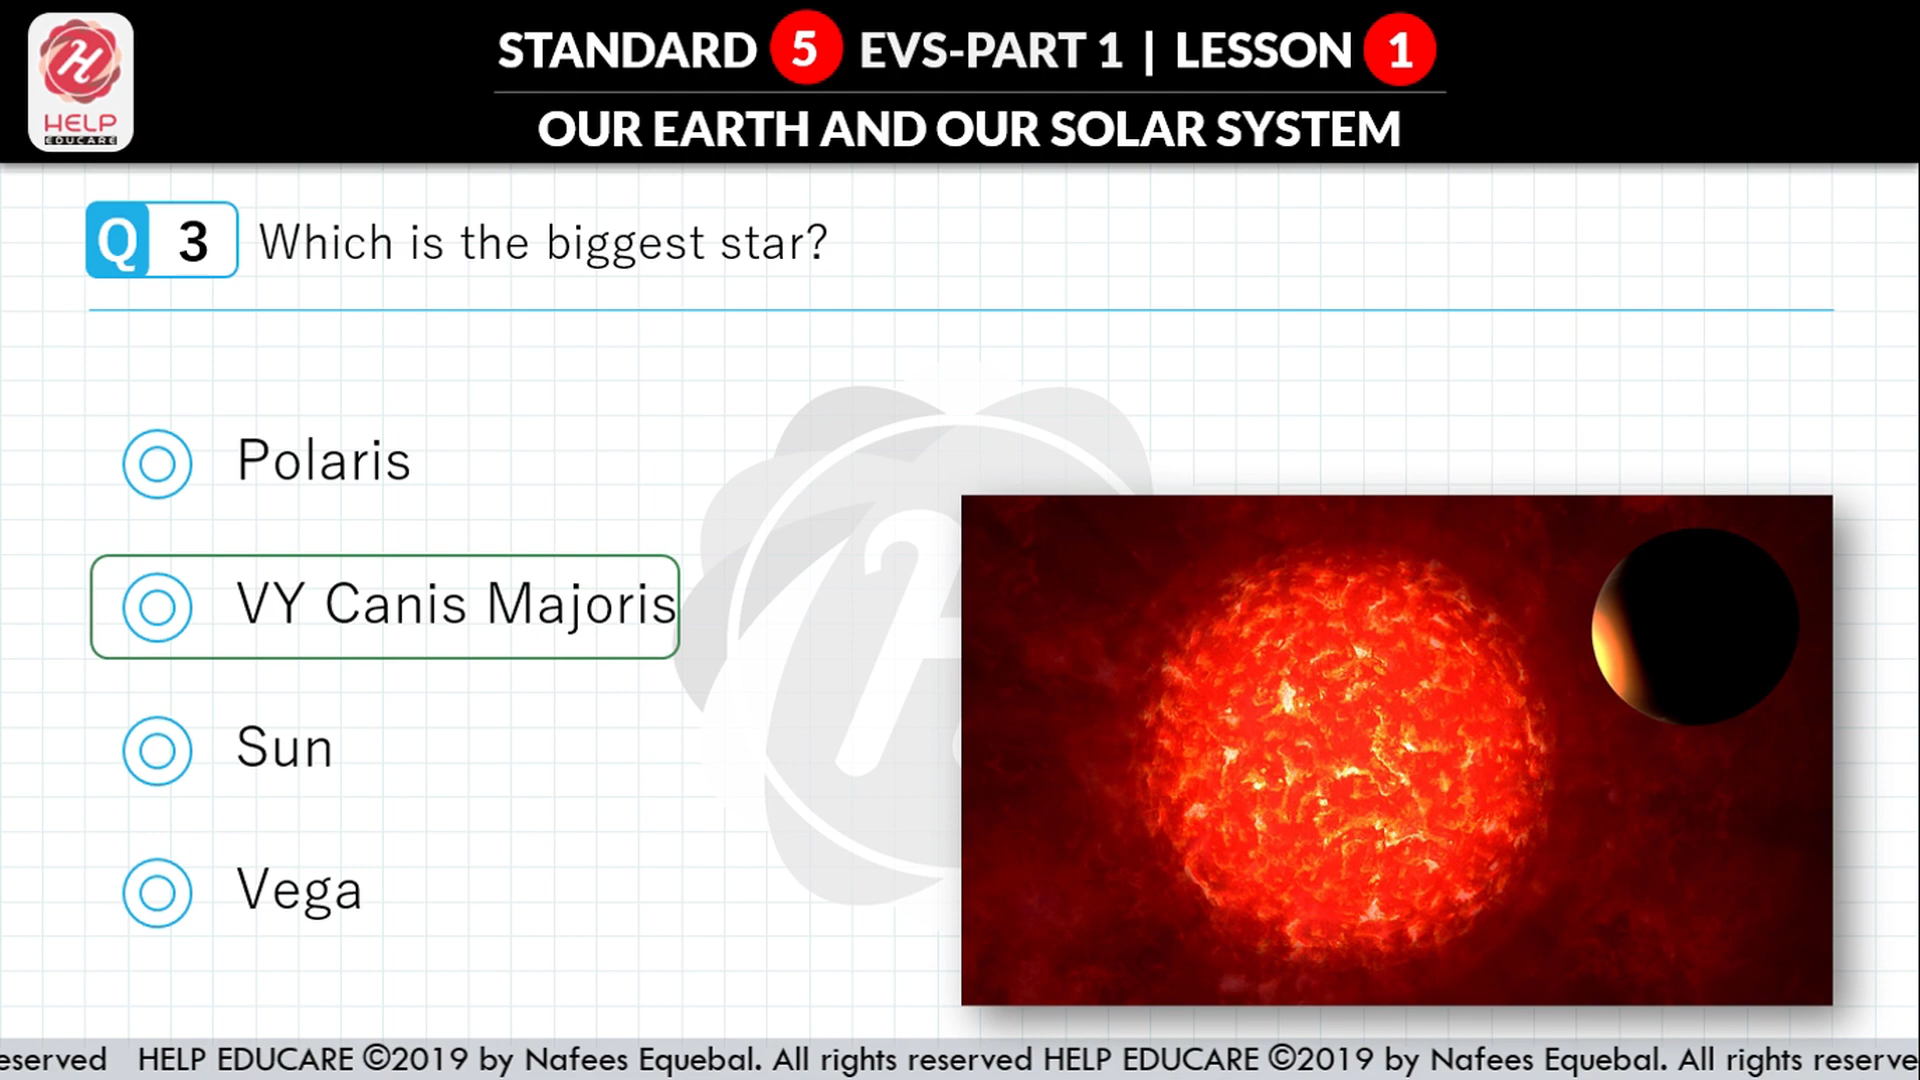 HELP
EDUCARE
STANDARD 5 EVS-PART 1 | LESSON 1
OUR EARTH AND OUR SOLAR SYSTEM
Q 3 Which is the biggest star?
Polaris
VY Canis Majoris
Sun
Vega
eserved HELP EDUCARE ©2019 by Nafees Equebal. All rights reserved HELP EDUCARE ©2019 by Nafees Equebal. All rights reserve